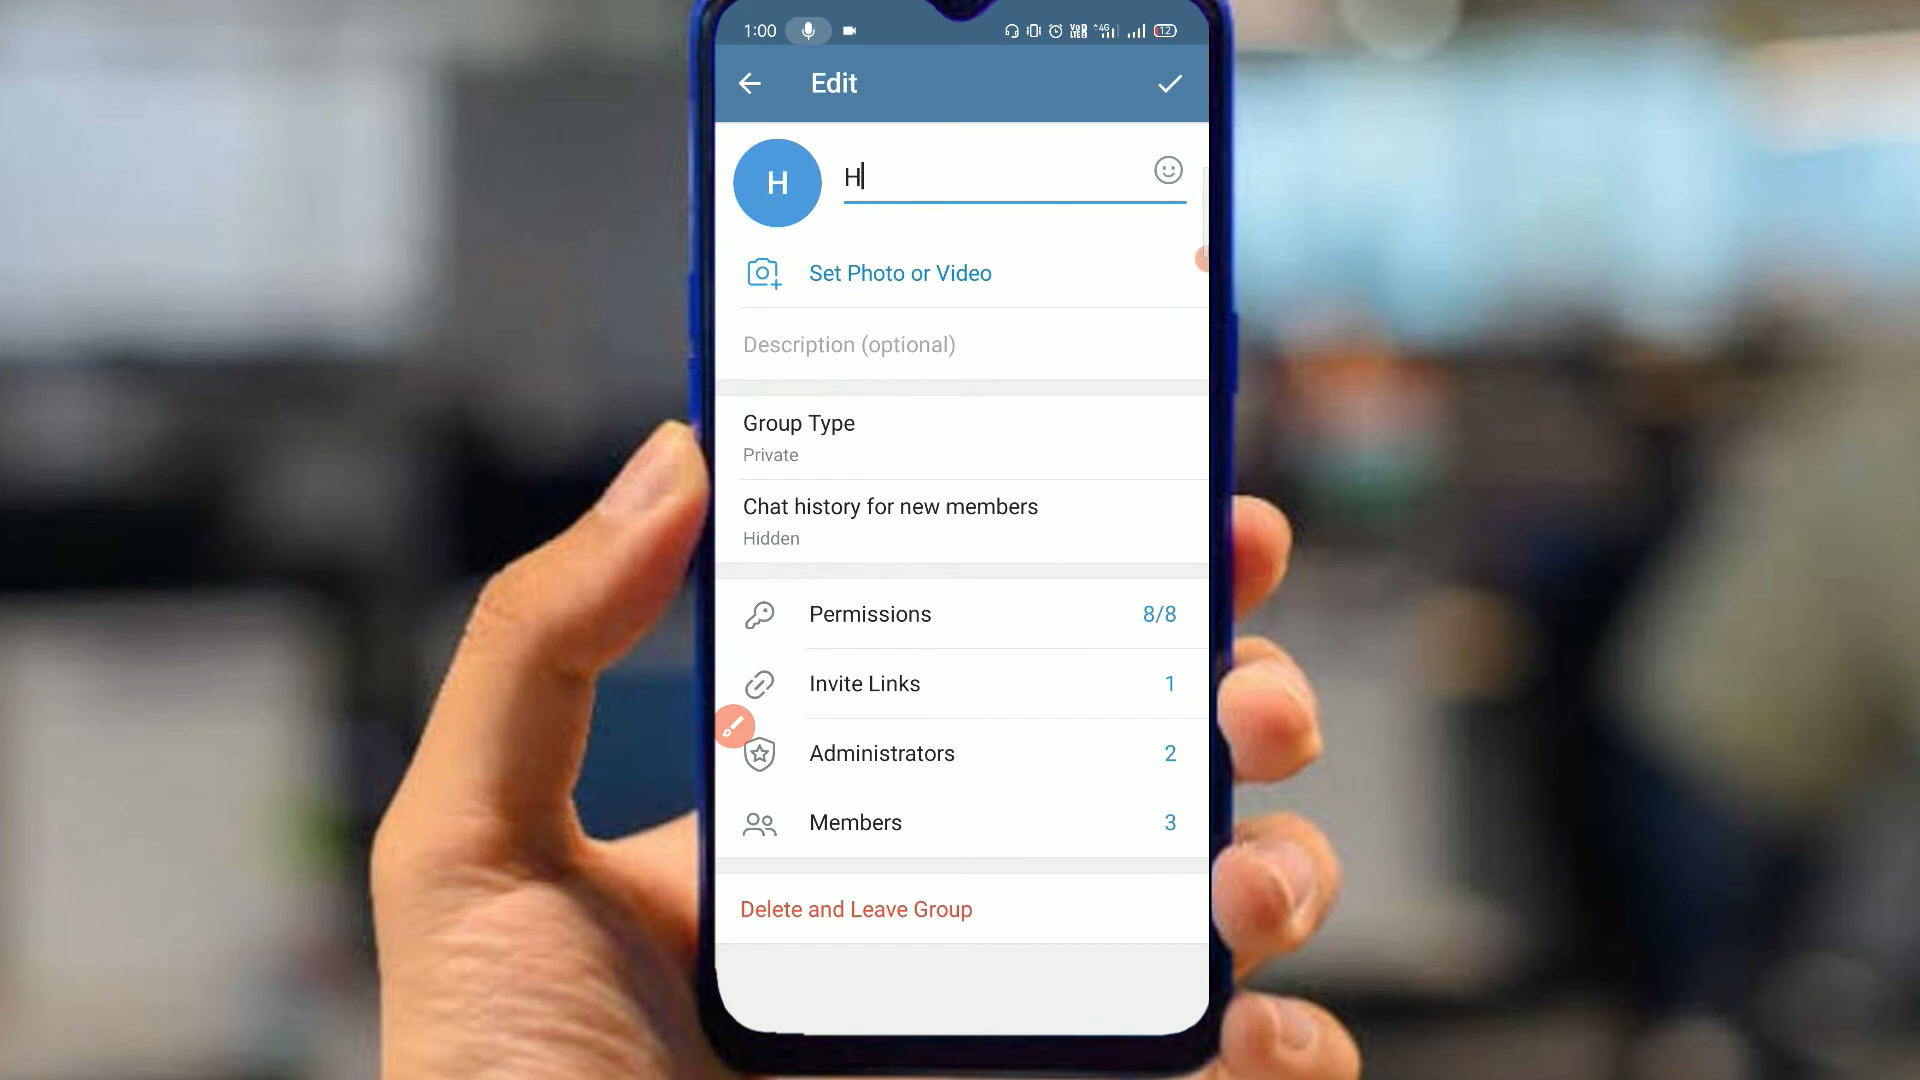 1:00
12
Edit
H
H
Set Photo or Video
Description (optional)
Group Type
Private
Chat history for new members
Hidden
Permissions 8/8
Invite Links 1
Administrators 2
Members 3
Delete and Leave Group